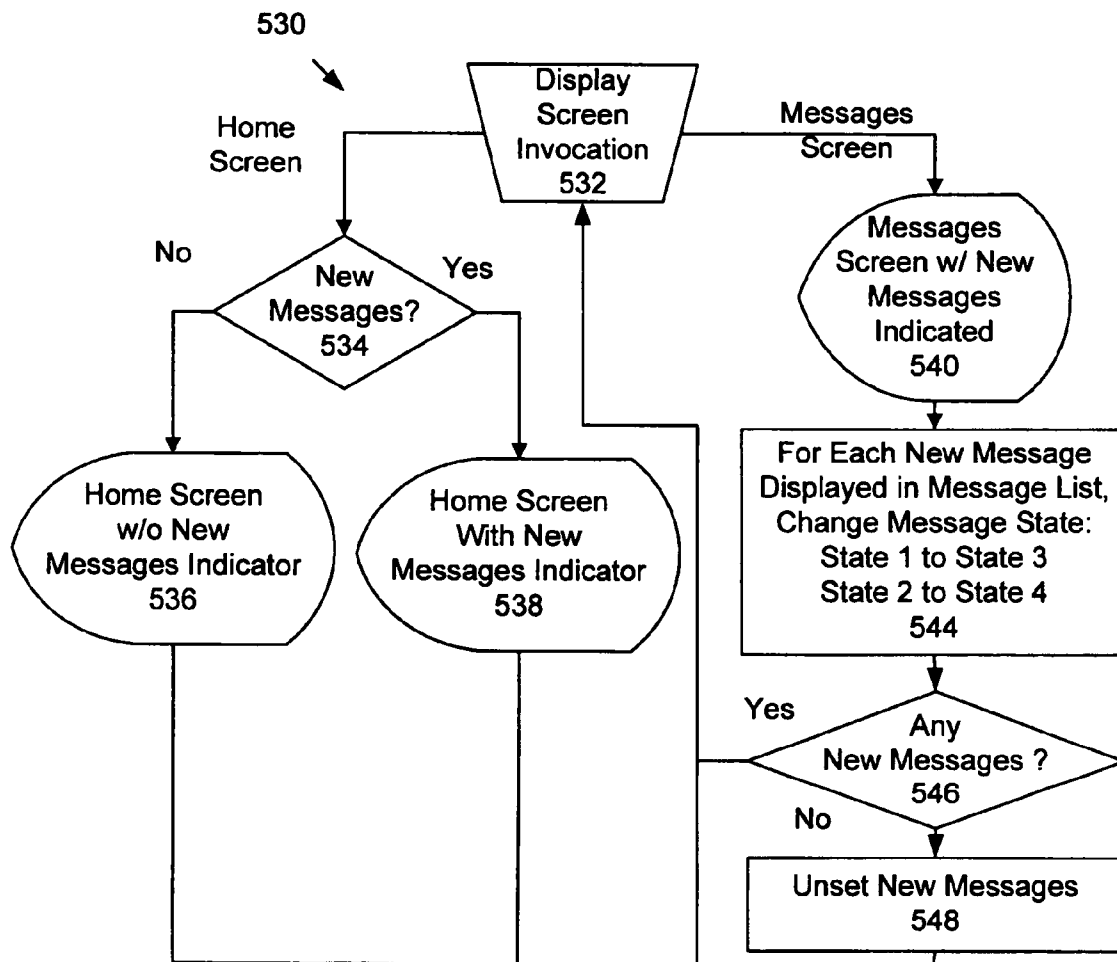 530
Display
Screen
Invocation
532
Home
Screen
Messages
Screen
No
New
Messages?
534
Yes
Messages
Screen w/ New
Messages
Indicated
540
Home Screen
w/o New
Messages Indicator
536
Home Screen
With New
Messages Indicator
538
For Each New Message
Displayed in Message List,
Change Message State:
State 1 to State 3
State 2 to State 4
544
Yes
Any
New Messages ?
546
No
Unset New Messages
548